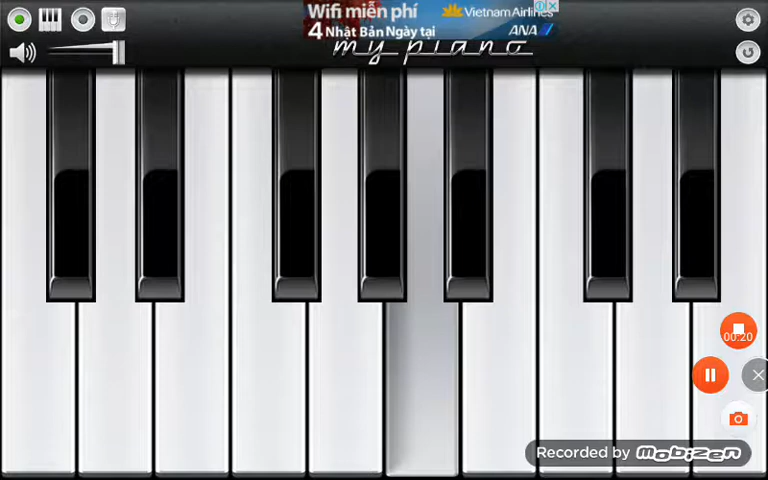 Wifi miễn phí
4 Nhật Bản Ngày tại
Vietnam Airlines
ANA
my piano
00:20
Recorded by mobizen